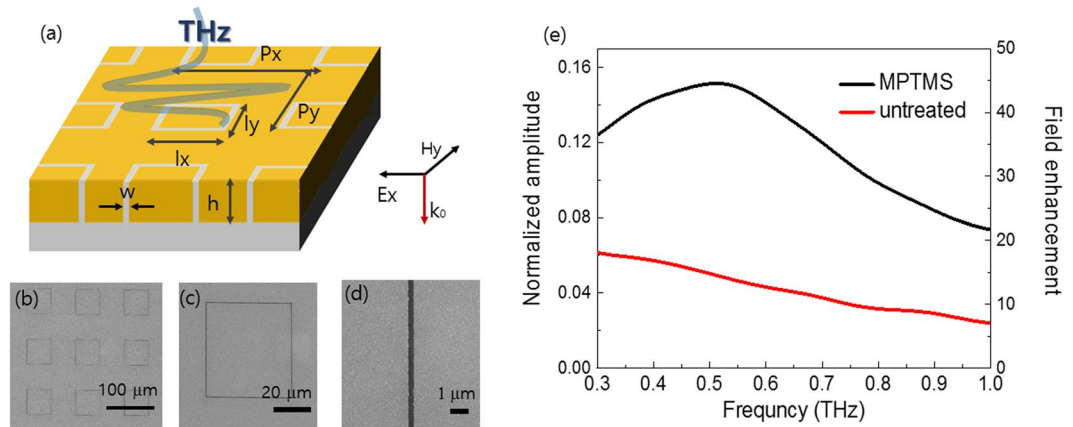 (a)
THz
Px
Py
ly
lx
w
h
Hy
Ex
k₀
(b)
100 μm
(c)
20 μm
(d)
1 μm
(e)
Normalized amplitude
0.16
0.12
0.08
0.04
0.00
MPTMS
untreated
50
40
30
20
10
0
Field enhancement
0.3 0.4 0.5 0.6 0.7 0.8 0.9 1.0
Frequncy (THz)